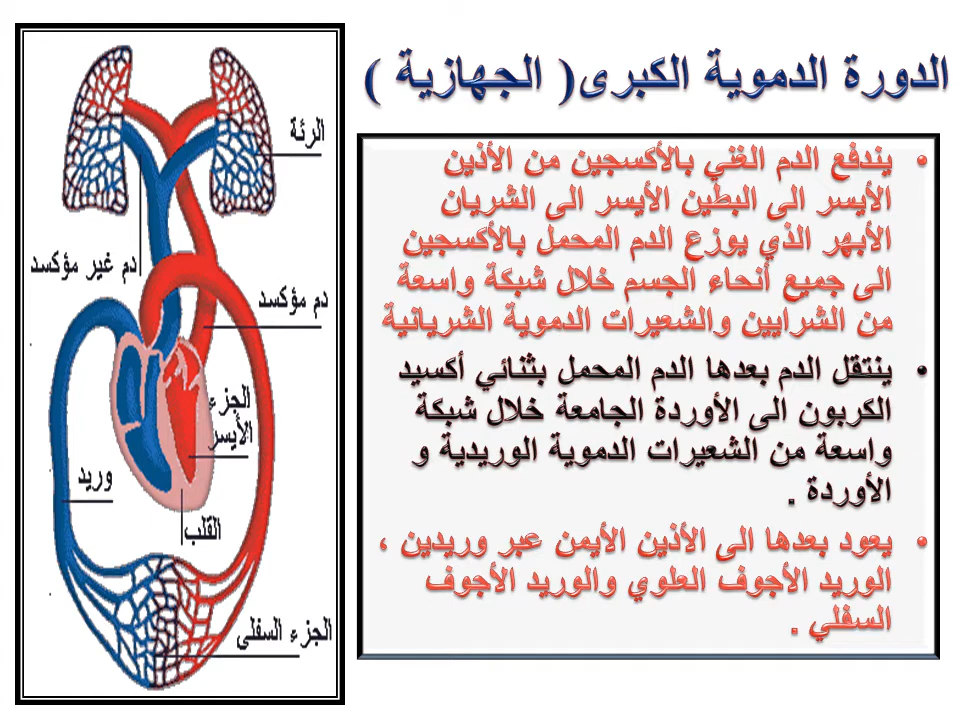 الدورة الدموية الكبرى( الجهازية )
• يندفع الدم الغني بالأكسجين من الأذين
الأيسر الى البطين الأيسر الى الشريان
الأبهر الذي يوزع الدم المحمل بالأكسجين
الى جميع أنحاء الجسم خلال شبكة واسعة
من الشرايين والشعيرات الدموية الشريانية
• ينتقل الدم بعدها الدم المحمل بثنائي أكسيد
الكربون الى الأوردة الجامعة خلال شبكة
واسعة من الشعيرات الدموية الوريدية و
الأوردة .
• يعود بعدها الى الأذين الأيمن عبر وريدين ،
الوريد الأجوف العلوي والوريد الأجوف
السفلي .
الرئة
دم غير مؤكسد
دم مؤكسد
الجزء
الأيسر
وريد
القلب
الجزء السفلى